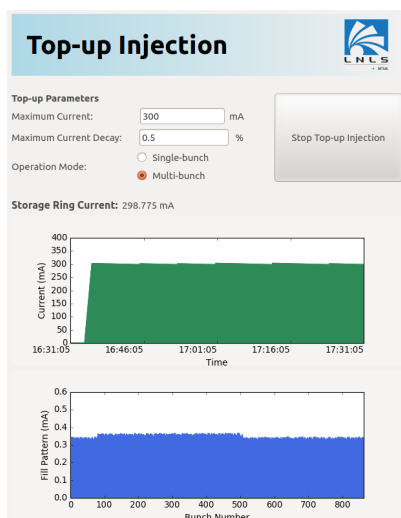 Top-up Injection
LNLS
Top-up Parameters
Maximum Current: 300 mA
Maximum Current Decay: 0.5 %
Stop Top-up Injection
Operation Mode:
Single-bunch
Multi-bunch
Storage Ring Current: 298.775 mA
400
350
300
250
200
150
100
50
0
Current (mA)
16:31:05 16:46:05 17:01:05 17:16:05 17:31:05
Time
0.6
0.5
0.4
0.3
0.2
0.1
0.0
Fill Pattern (mA)
0 100 200 300 400 500 600 700 800
Bunch Number